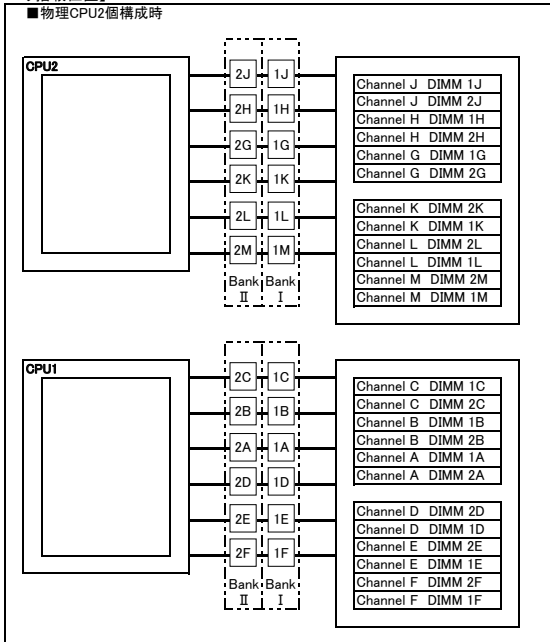 ■物理CPU2個構成時
CPU2
2J 1J
2H 1H
2G 1G
2K 1K
2L 1L
2M 1M
Bank Bank
Ⅱ Ⅰ
Channel J DIMM 1J
Channel J DIMM 2J
Channel H DIMM 1H
Channel H DIMM 2H
Channel G DIMM 1G
Channel G DIMM 2G
Channel K DIMM 2K
Channel K DIMM 1K
Channel L DIMM 2L
Channel L DIMM 1L
Channel M DIMM 2M
Channel M DIMM 1M
CPU1
2C 1C
2B 1B
2A 1A
2D 1D
2E 1E
2F 1F
Bank Bank
Ⅱ Ⅰ
Channel C DIMM 1C
Channel C DIMM 2C
Channel B DIMM 1B
Channel B DIMM 2B
Channel A DIMM 1A
Channel A DIMM 2A
Channel D DIMM 2D
Channel D DIMM 1D
Channel E DIMM 2E
Channel E DIMM 1E
Channel F DIMM 2F
Channel F DIMM 1F